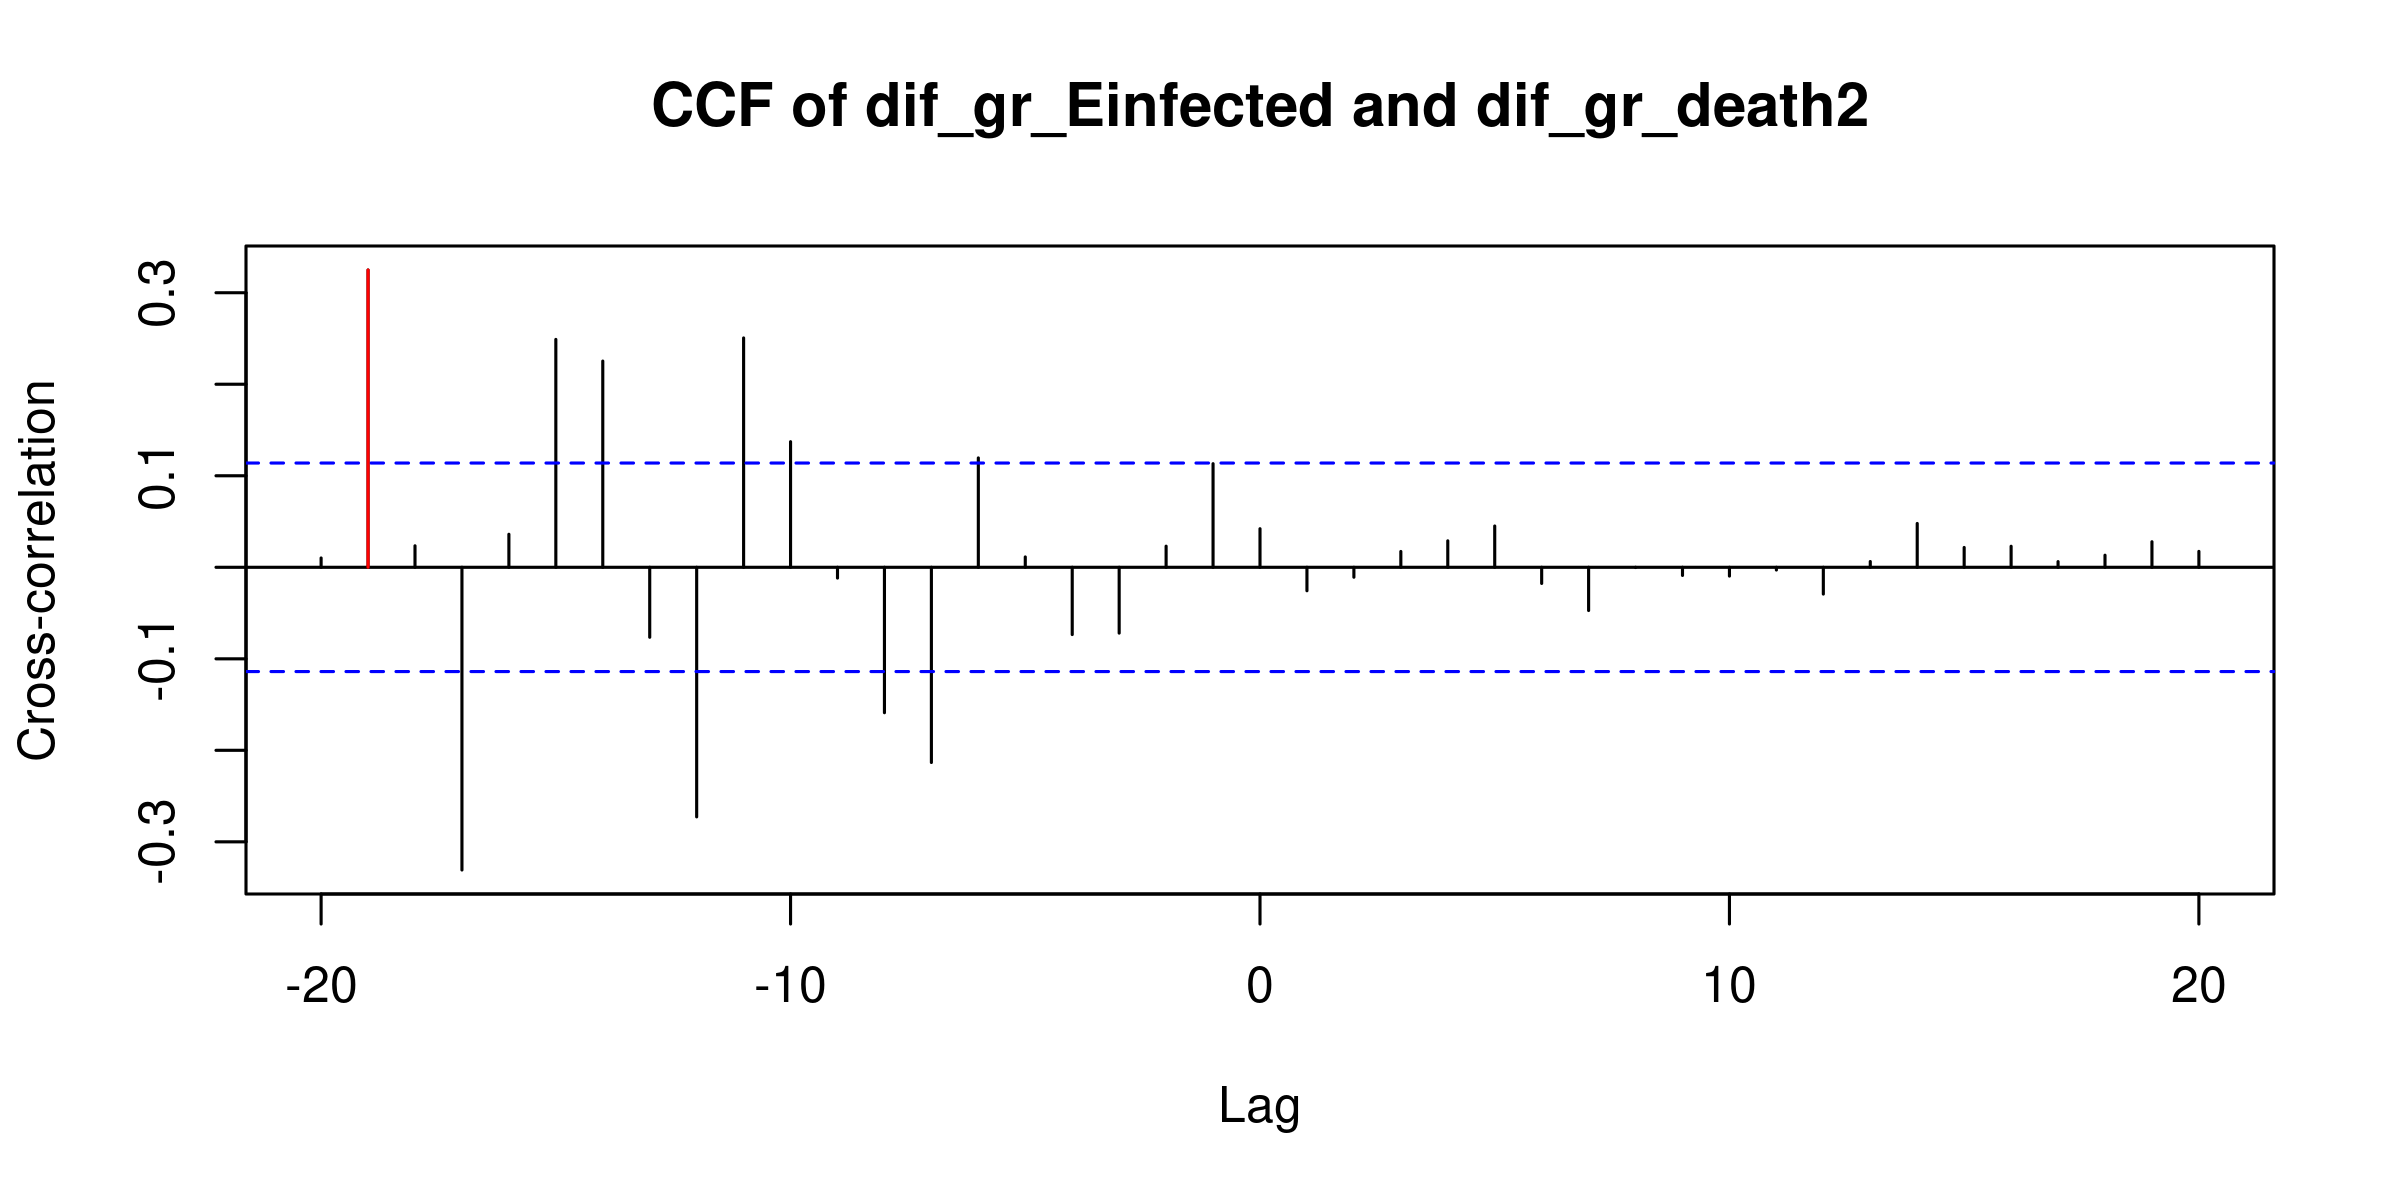 CCF of dif_gr_Einfected and dif_gr_death2
Cross-correlation
0.3
0.1
-0.1
-0.3
-20 -10 0 10 20
Lag